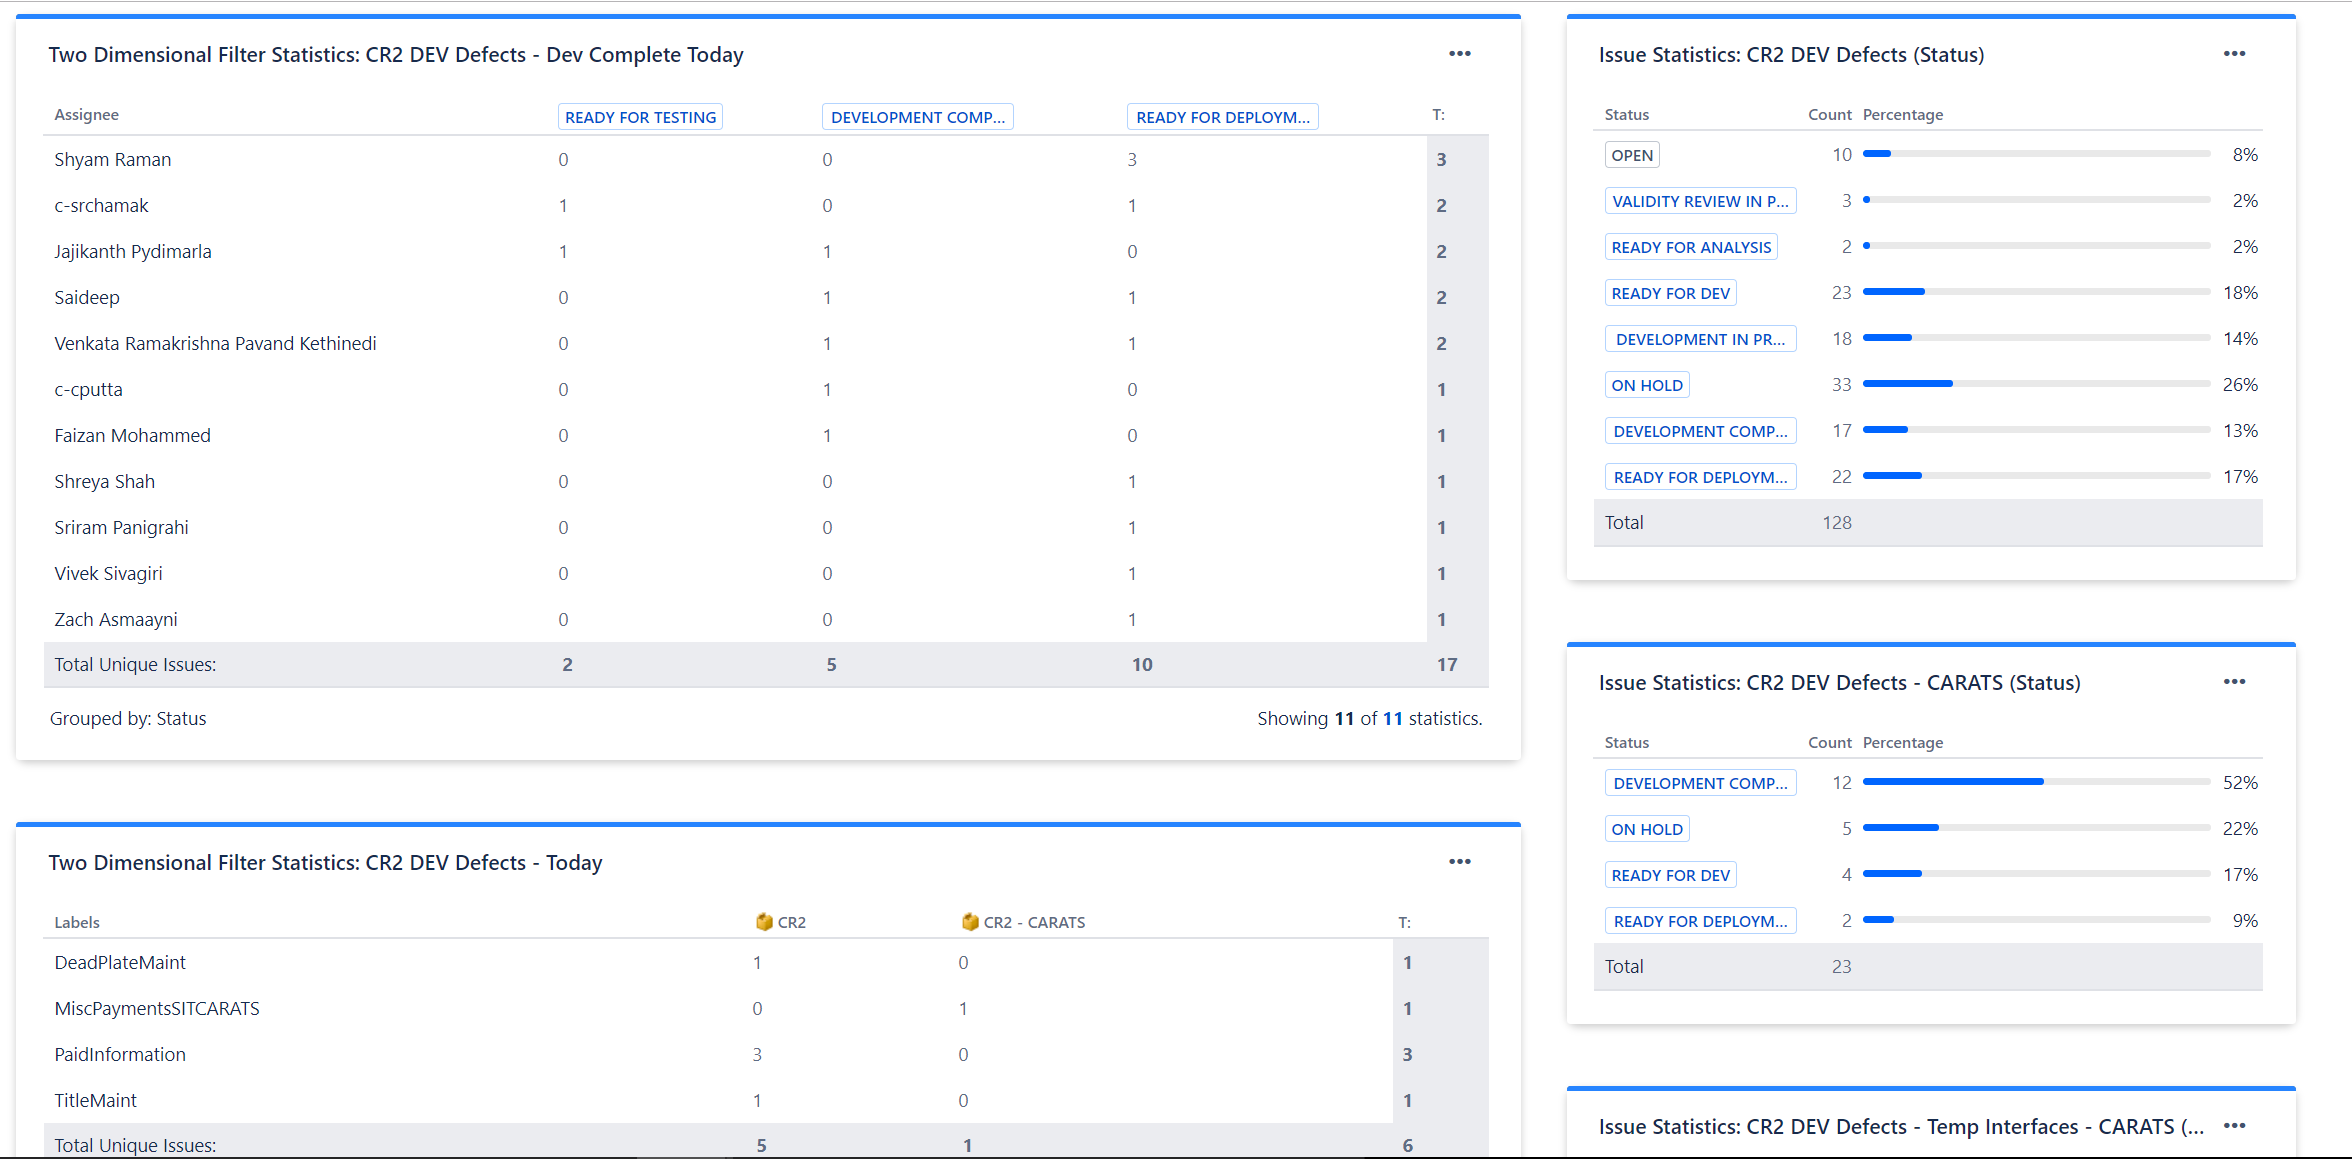 Two Dimensional Filter Statistics: CR2 DEV Defects - Dev Complete Today
Assignee READY FOR TESTING DEVELOPMENT COMP... READY FOR DEPLOYM... T:
Shyam Raman 0 0 3 3
c-srchamak 1 0 1 2
Jajikanth Pydimarla 1 1 0 2
Saideep 0 1 1 2
Venkata Ramakrishna Pavand Kethinedi 0 1 1 2
c-cputta 0 1 0 1
Faizan Mohammed 0 1 0 1
Shreya Shah 0 0 1 1
Sriram Panigrahi 0 0 1 1
Vivek Sivagiri 0 0 1 1
Zach Asmaayni 0 0 1 1
Total Unique Issues: 2 5 10 17
Grouped by: Status Showing 11 of 11 statistics.
Two Dimensional Filter Statistics: CR2 DEV Defects - Today
Labels CR2 CR2 - CARATS T:
DeadPlateMaint 1 0 1
MiscPaymentsSITCARATS 0 1 1
PaidInformation 3 0 3
TitleMaint 1 0 1
Total Unique Issues: 5 1 6
Issue Statistics: CR2 DEV Defects (Status)
Status Count Percentage
OPEN 10 8%
VALIDITY REVIEW IN P... 3 2%
READY FOR ANALYSIS 2 2%
READY FOR DEV 23 18%
DEVELOPMENT IN PR... 18 14%
ON HOLD 33 26%
DEVELOPMENT COMP... 17 13%
READY FOR DEPLOYM... 22 17%
Total 128
Issue Statistics: CR2 DEV Defects - CARATS (Status)
Status Count Percentage
DEVELOPMENT COMP... 12 52%
ON HOLD 5 22%
READY FOR DEV 4 17%
READY FOR DEPLOYM... 2 9%
Total 23
Issue Statistics: CR2 DEV Defects - Temp Interfaces - CARATS (...